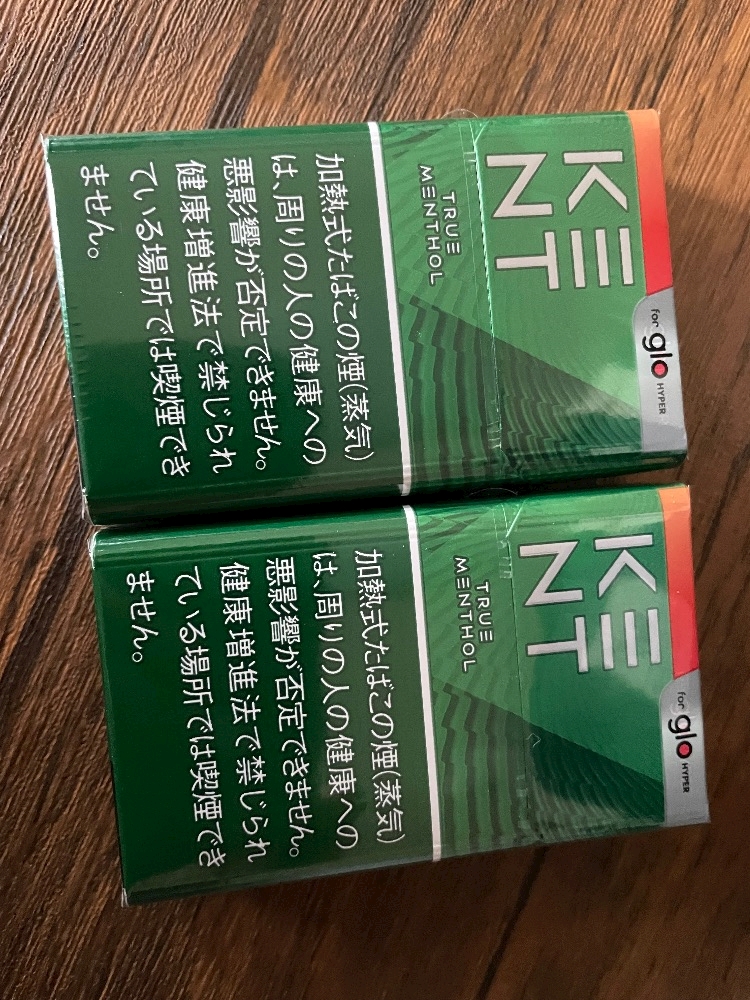 for glo HYPER
KE
NT
TRUE
MENTHOL
加熱式たばこの煙(蒸気)
は、周りの人の健康への
悪影響が否定できません。
健康増進法で禁じられ
ている場所では喫煙でき
ません。
for glo HYPER
KE
NT
TRUE
MENTHOL
加熱式たばこの煙(蒸気)
は、周りの人の健康への
悪影響が否定できません。
健康増進法で禁じられ
ている場所では喫煙でき
ません。